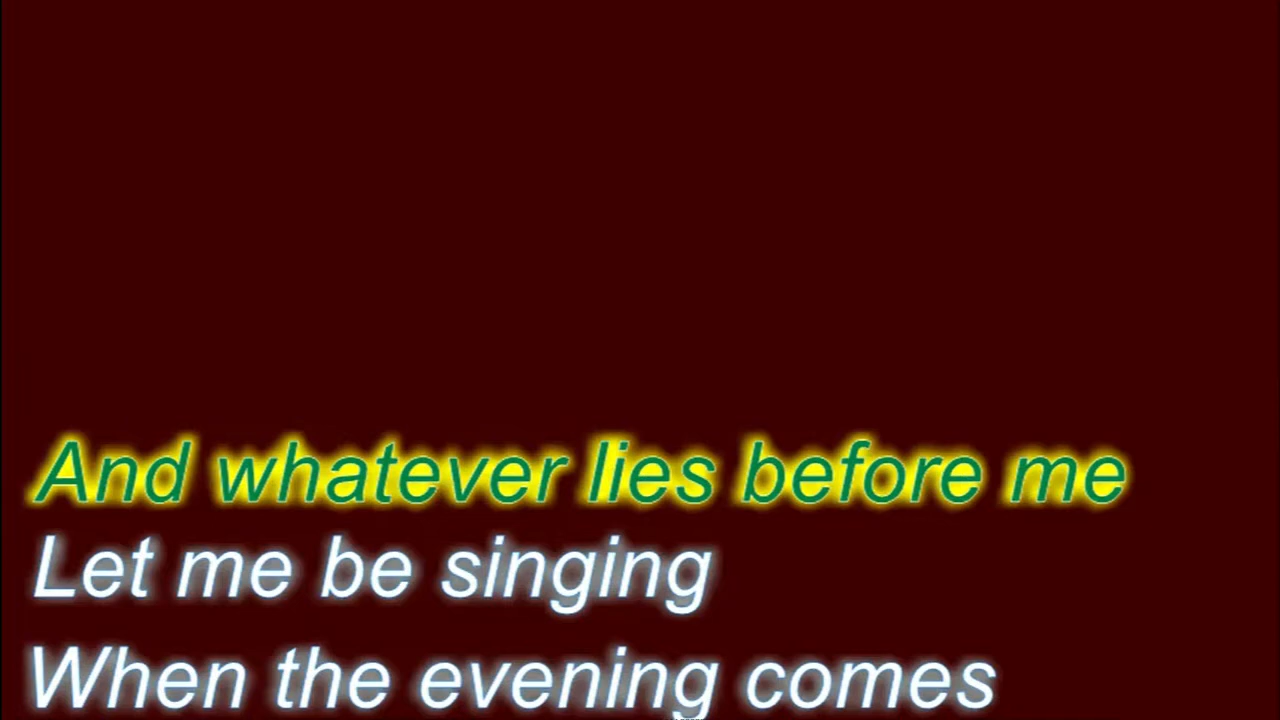 And whatever lies before me
Let me be singing
When the evening comes